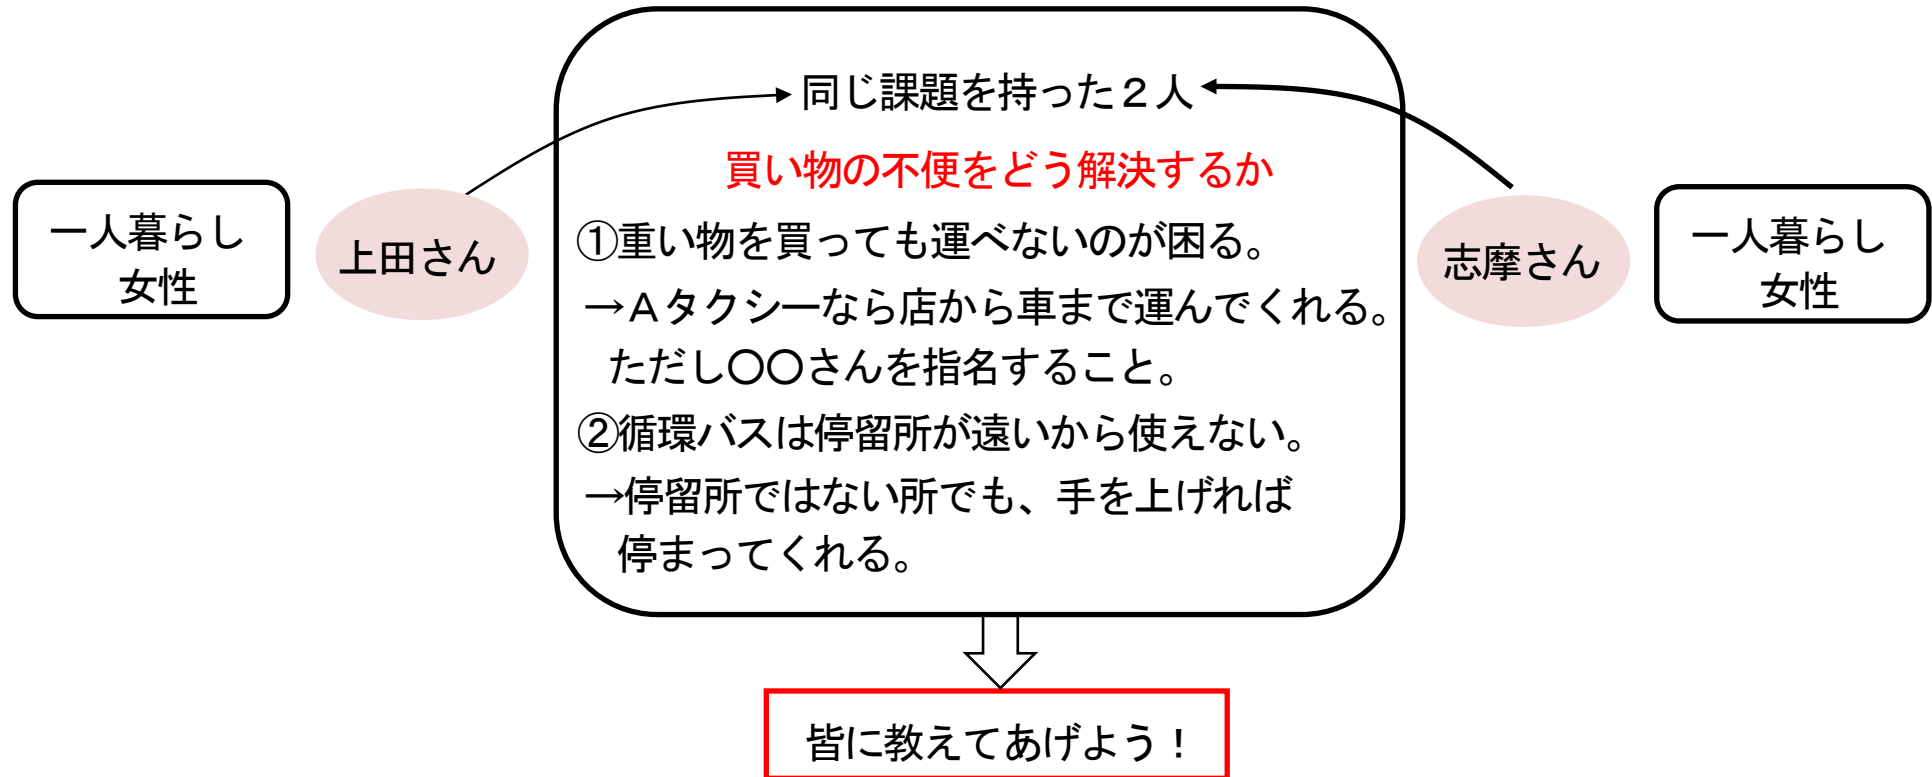 同じ課題を持った２人
買い物の不便をどう解決するか
一人暮らし
女性
上田さん
①重い物を買っても運べないのが困る。
→Ａタクシーなら店から車まで運んでくれる。
ただし〇〇さんを指名すること。
②循環バスは停留所が遠いから使えない。
→停留所ではない所でも、手を上げれば
停まってくれる。
志摩さん
一人暮らし
女性
皆に教えてあげよう！